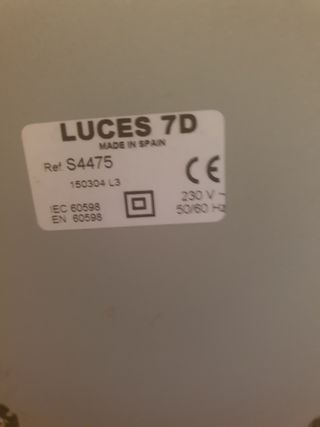 LUCES 7D
MADE IN SPAIN
Ref S4475
150304 L3
CE
IEC 60598
EN 60598
230 V ~
50/60 Hz